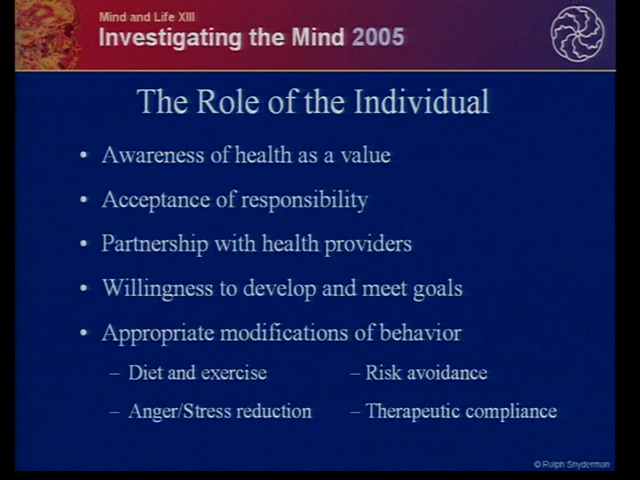 Mind and Life XIII
Investigating the Mind 2005
The Role of the Individual
• Awareness of health as a value
• Acceptance of responsibility
• Partnership with health providers
• Willingness to develop and meet goals
• Appropriate modifications of behavior
– Diet and exercise
– Risk avoidance
– Anger/Stress reduction
– Therapeutic compliance
© Ralph Snyderman